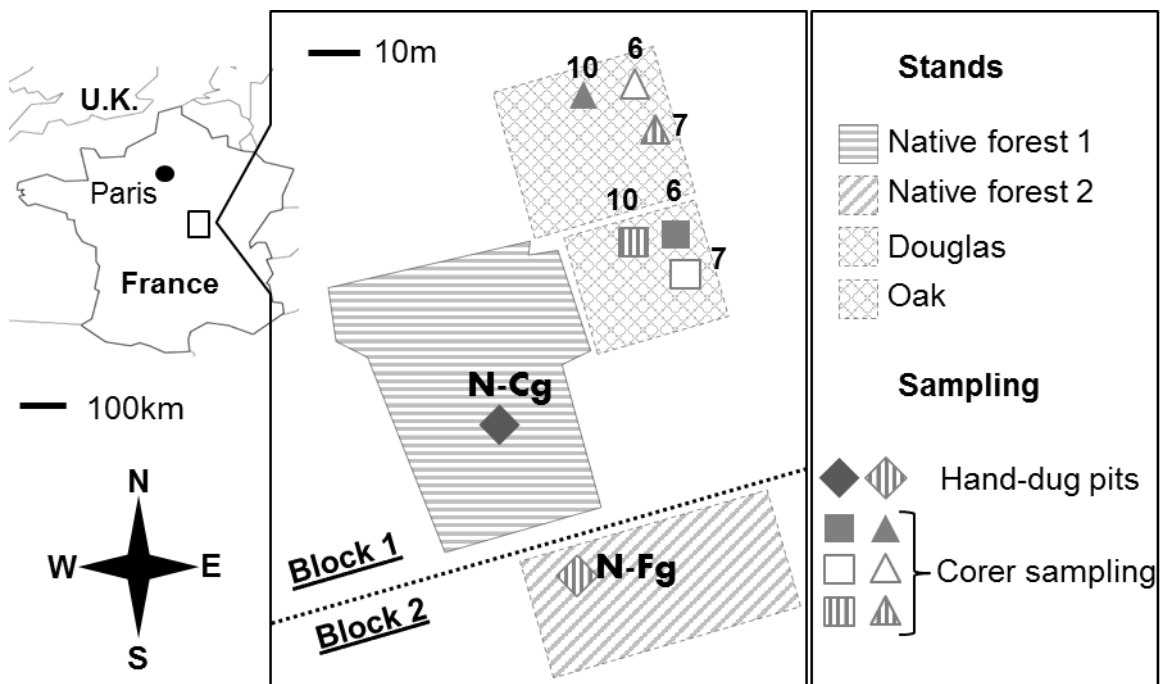 U.K.
Paris
France
100km
N
W
E
S
10m
10
6
7
10
6
7
N-Cg
Block 1
Block 2
N-Fg
Stands
Native forest 1
Native forest 2
Douglas
Oak
Sampling
Hand-dug pits
Corer sampling